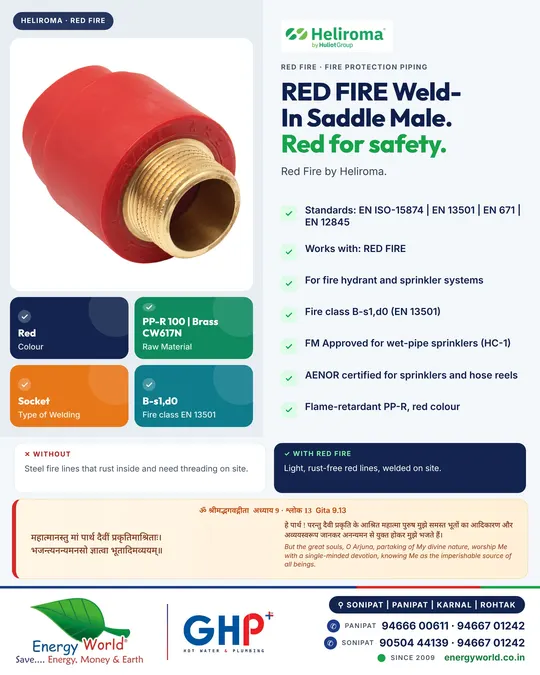 HELIROMA · RED FIRE
Heliroma®
by HuliotGroup
RED FIRE · FIRE PROTECTION PIPING
RED FIRE Weld-
In Saddle Male.
Red for safety.
Red Fire by Heliroma.
Standards: EN ISO-15874 | EN 13501 | EN 671 |
EN 12845
Works with: RED FIRE
For fire hydrant and sprinkler systems
Fire class B-s1,d0 (EN 13501)
FM Approved for wet-pipe sprinklers (HC-1)
AENOR certified for sprinklers and hose reels
Flame-retardant PP-R, red colour
Red
Colour
PP-R 100 | Brass
CW617N
Raw Material
Socket
Type of Welding
B-s1,d0
Fire class EN 13501
✕ WITHOUT
Steel fire lines that rust inside and need threading on site.
✓ WITH RED FIRE
Light, rust-free red lines, welded on site.
ॐ श्रीमद्भगवद्गीता अध्याय 9 · श्लोक 13 Gita 9.13
महात्मानस्तु मां पार्थ दैवीं प्रकृतिमाश्रिताः।
भजन्त्यनन्यमनसो ज्ञात्वा भूतादिमव्ययम्॥
हे पार्थ ! परन्तु दैवी प्रकृति के आश्रित महात्मा पुरुष मुझे समस्त भूतों का आदिकारण और
अव्ययस्वरूप जानकर अनन्यमन से युक्त होकर मुझे भजते हैं।
But the great souls, O Arjuna, partaking of My divine nature, worship Me
with a single-minded devotion, knowing Me as the imperishable source of
all beings.
Energy World®
Save.... Energy, Money & Earth
GHP+
HOT WATER & PLUMBING
SONIPAT | PANIPAT | KARNAL | ROHTAK
PANIPAT 94666 00611 · 94667 01242
SONIPAT 90504 44139 · 94667 01242
SINCE 2009 energyworld.co.in